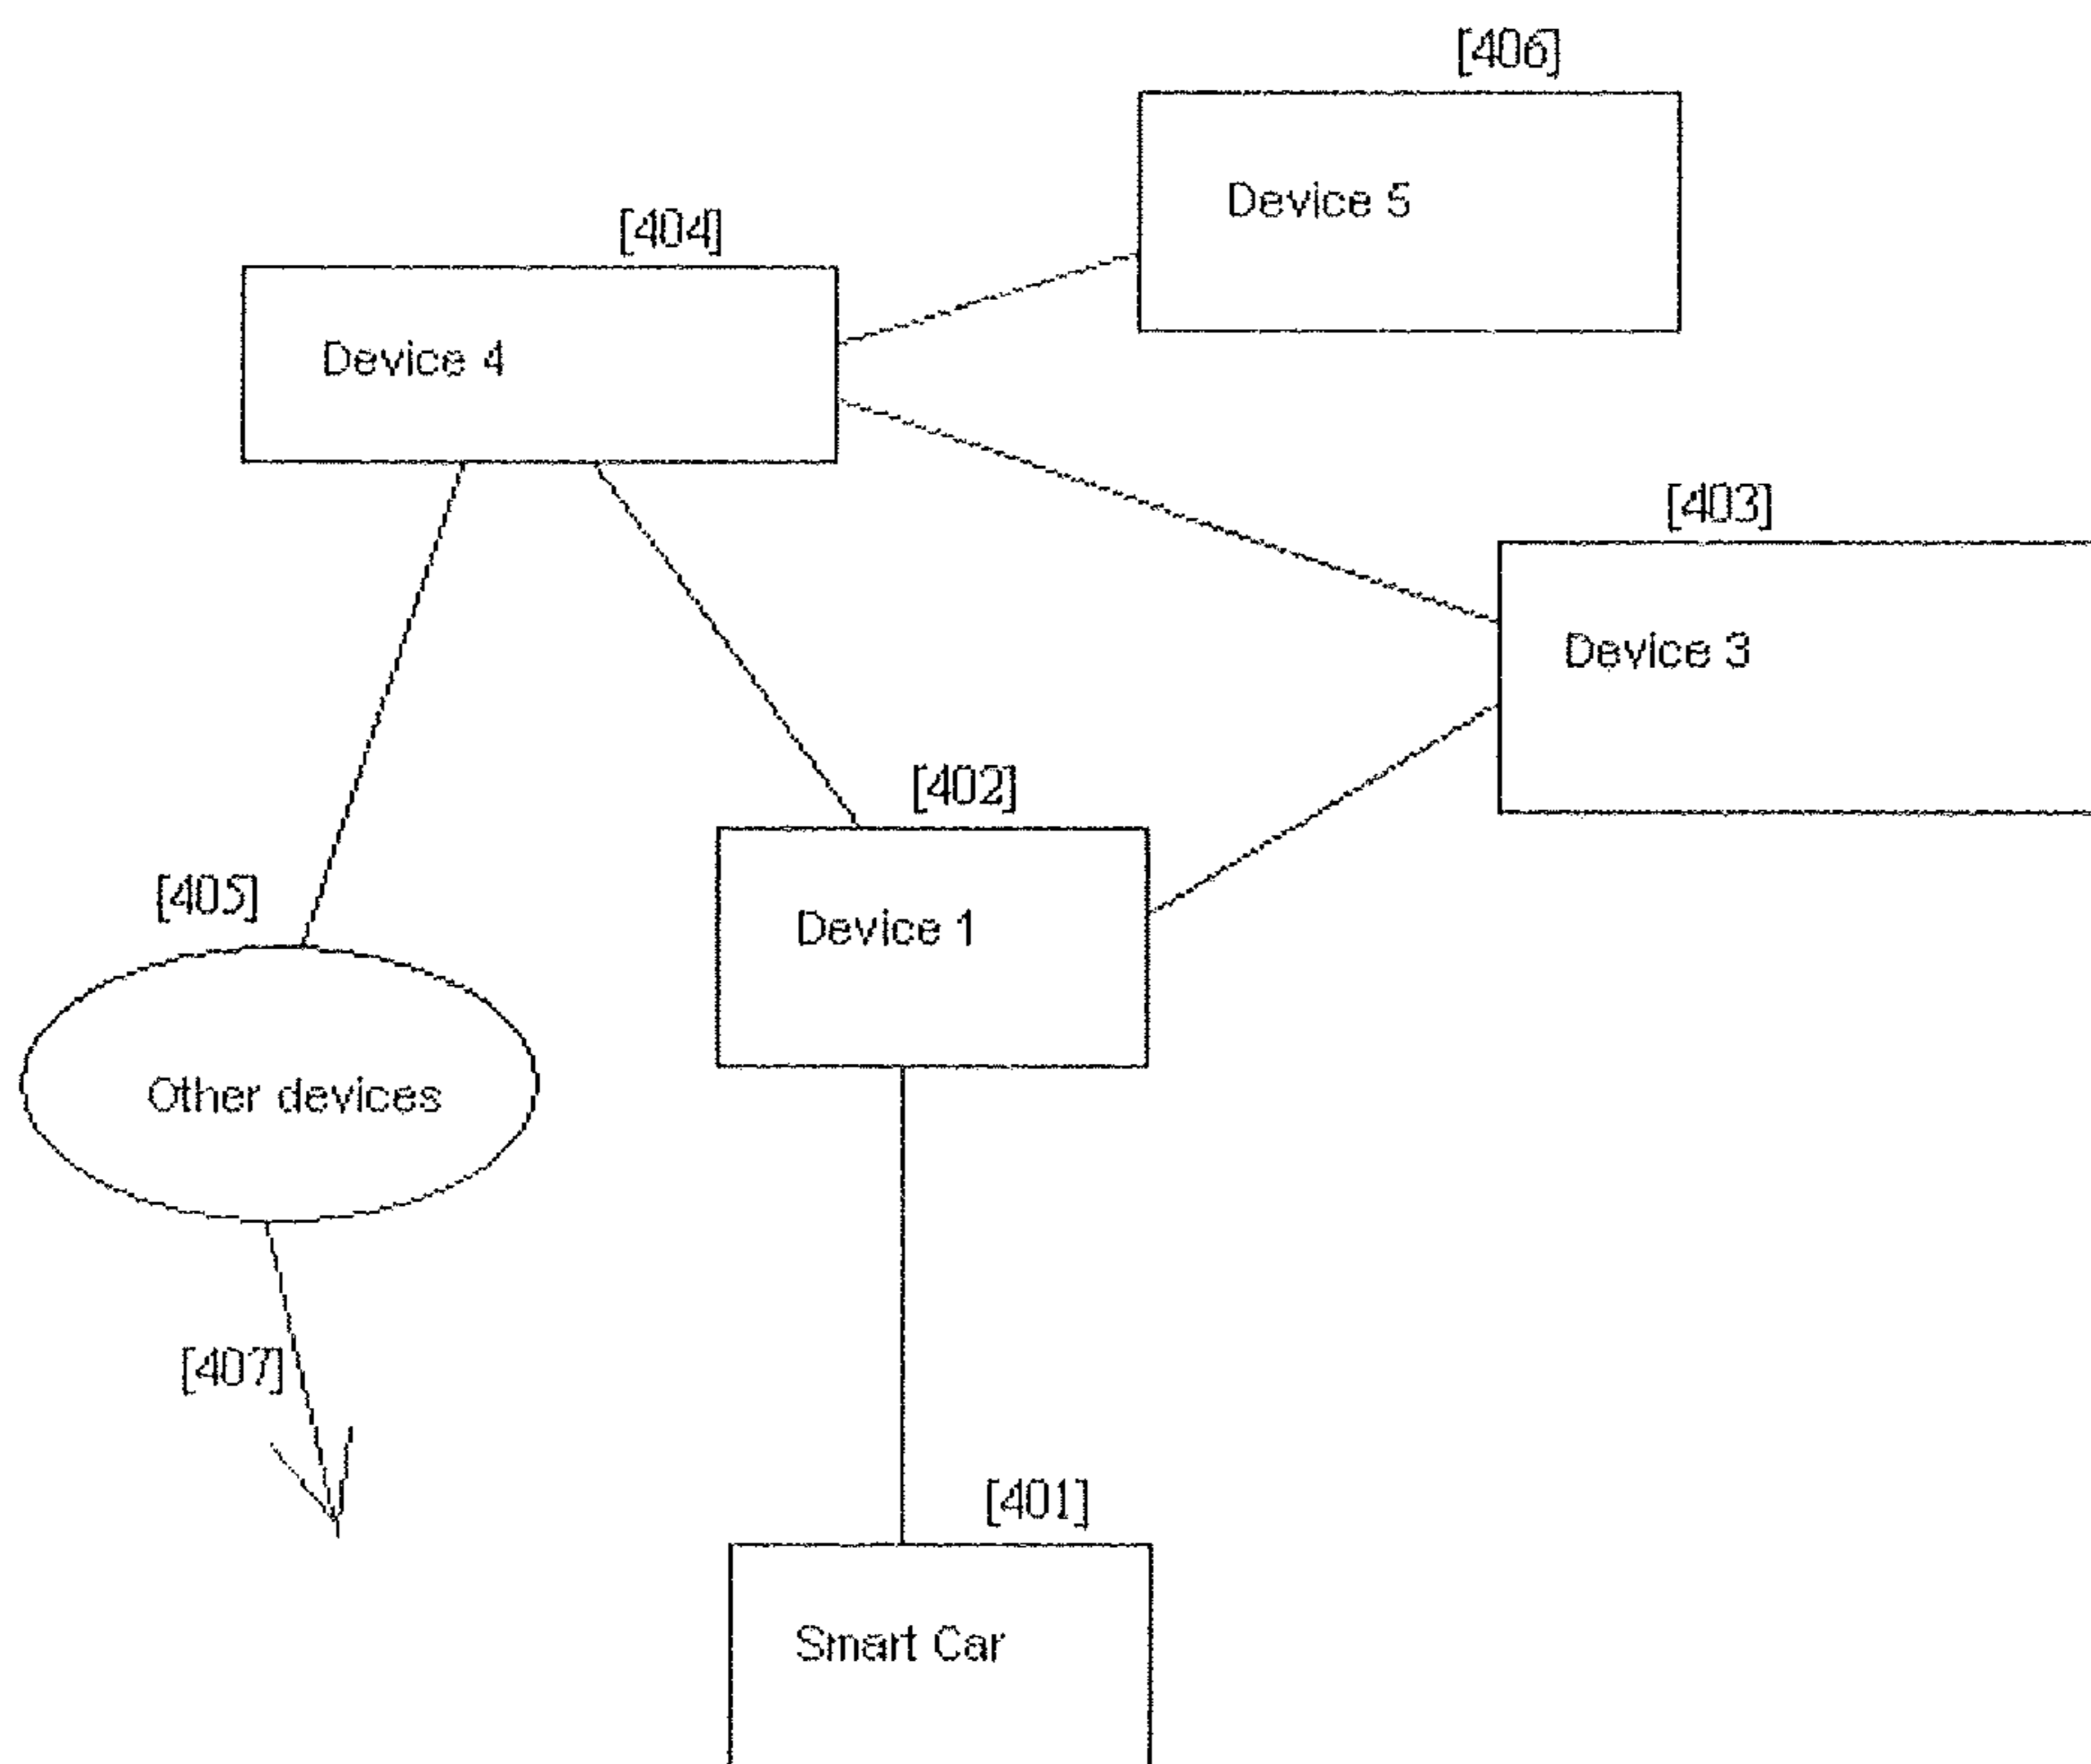 [406]
Device 5
[404]
Device 4
[403]
Device 3
[402]
Device 1
[405]
Other devices
[407]
[401]
Smart Car